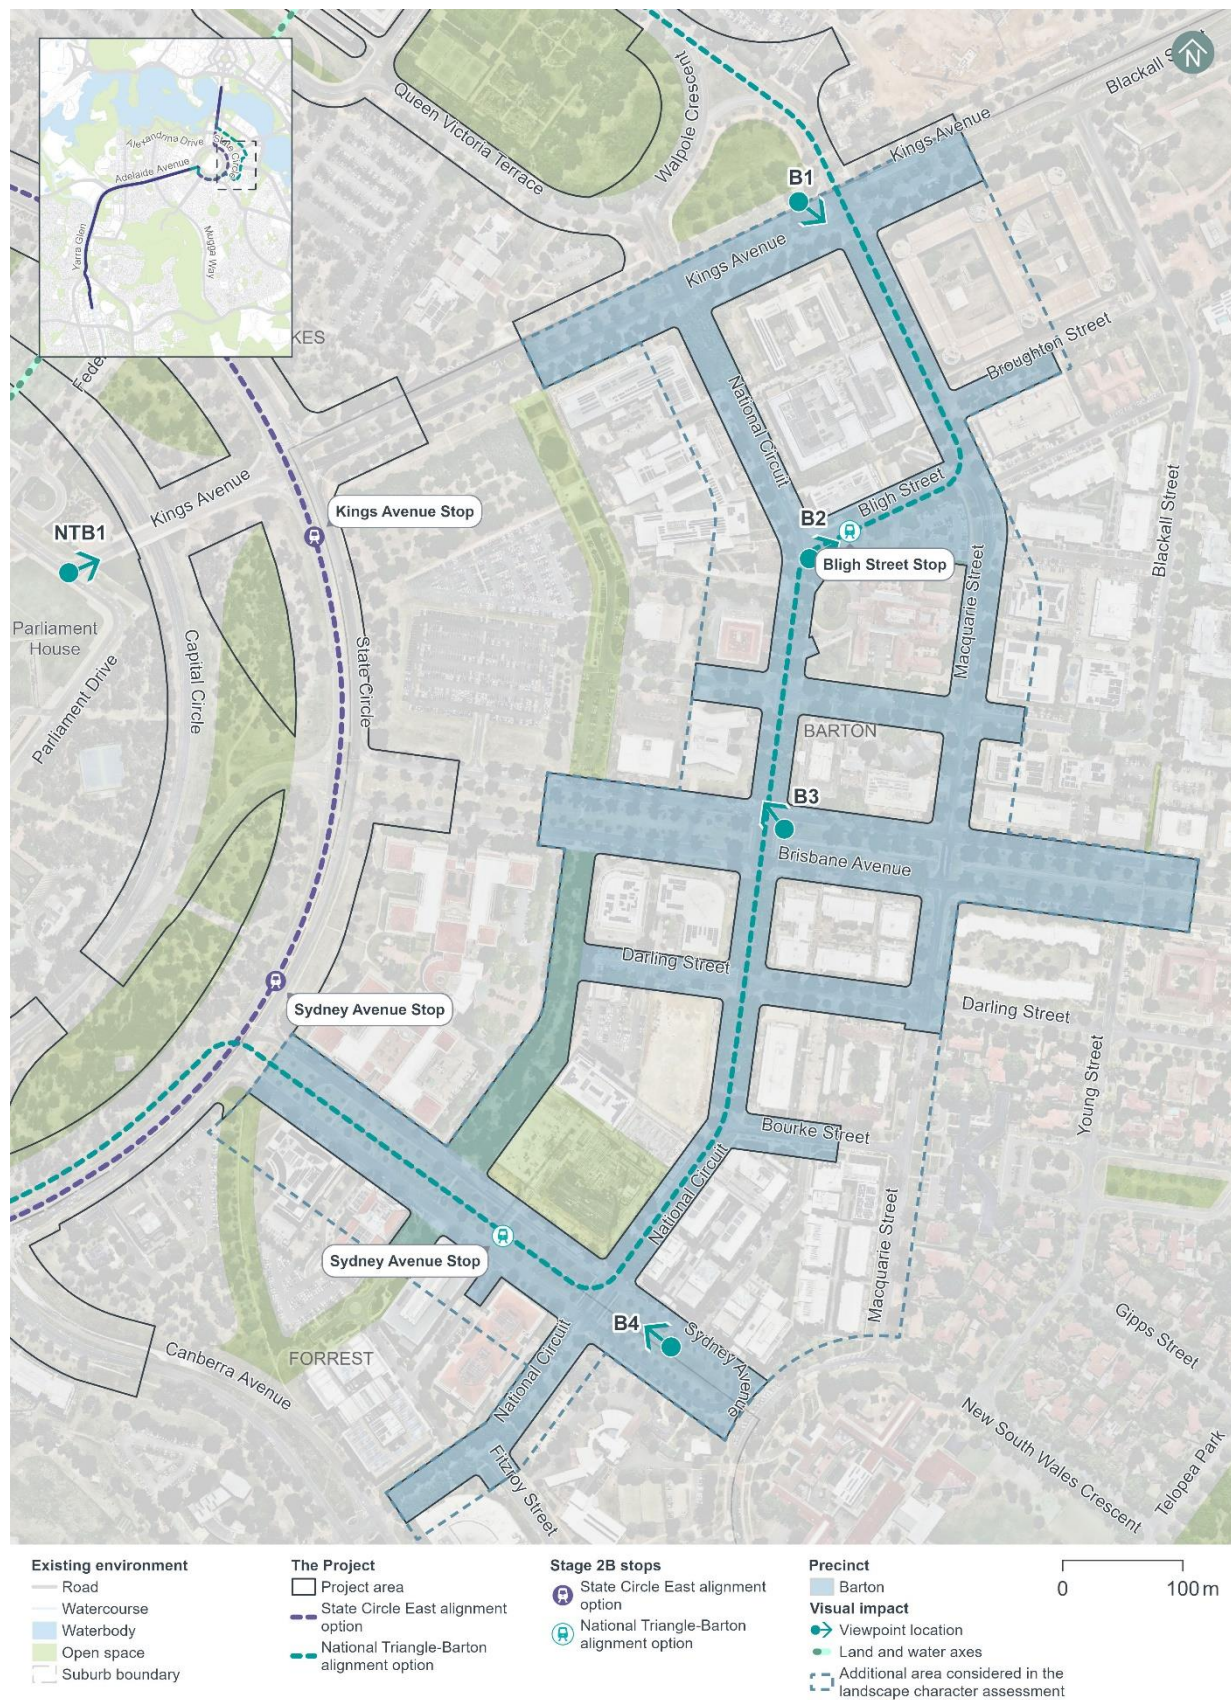 Alexandrina Drive
State Circle
Adelaide Avenue
Yarra Glen
Mugga Way
N
Queen Victoria Terrace
Walpole Crescent
Blackall S
Kings Avenue
B1
Kings Avenue
KES
Broughton Street
Fede
National Circuit
Kings Avenue
Bligh Street
Blackall Street
Kings Avenue Stop
B2
NTB1
Bligh Street Stop
Parliament
House
Parliament Drive
Capital Circle
State Circle
Macquarie Street
BARTON
B3
Brisbane Avenue
Darling Street
Sydney Avenue Stop
Darling Street
Young Street
Bourke Street
National Circuit
Macquarie Street
Sydney Avenue Stop
B4
Sydney Avenue
Gipps Street
FORREST
Canberra Avenue
National Circuit
Fitzroy Street
New South Wales Crescent
Telopea Park
Existing environment
Road
Watercourse
Waterbody
Open space
Suburb boundary
The Project
Project area
State Circle East alignment
option
National Triangle-Barton
alignment option
Stage 2B stops
State Circle East alignment
option
National Triangle-Barton
alignment option
Precinct
Barton
Visual impact
Viewpoint location
Land and water axes
Additional area considered in the
landscape character assessment
0 100 m